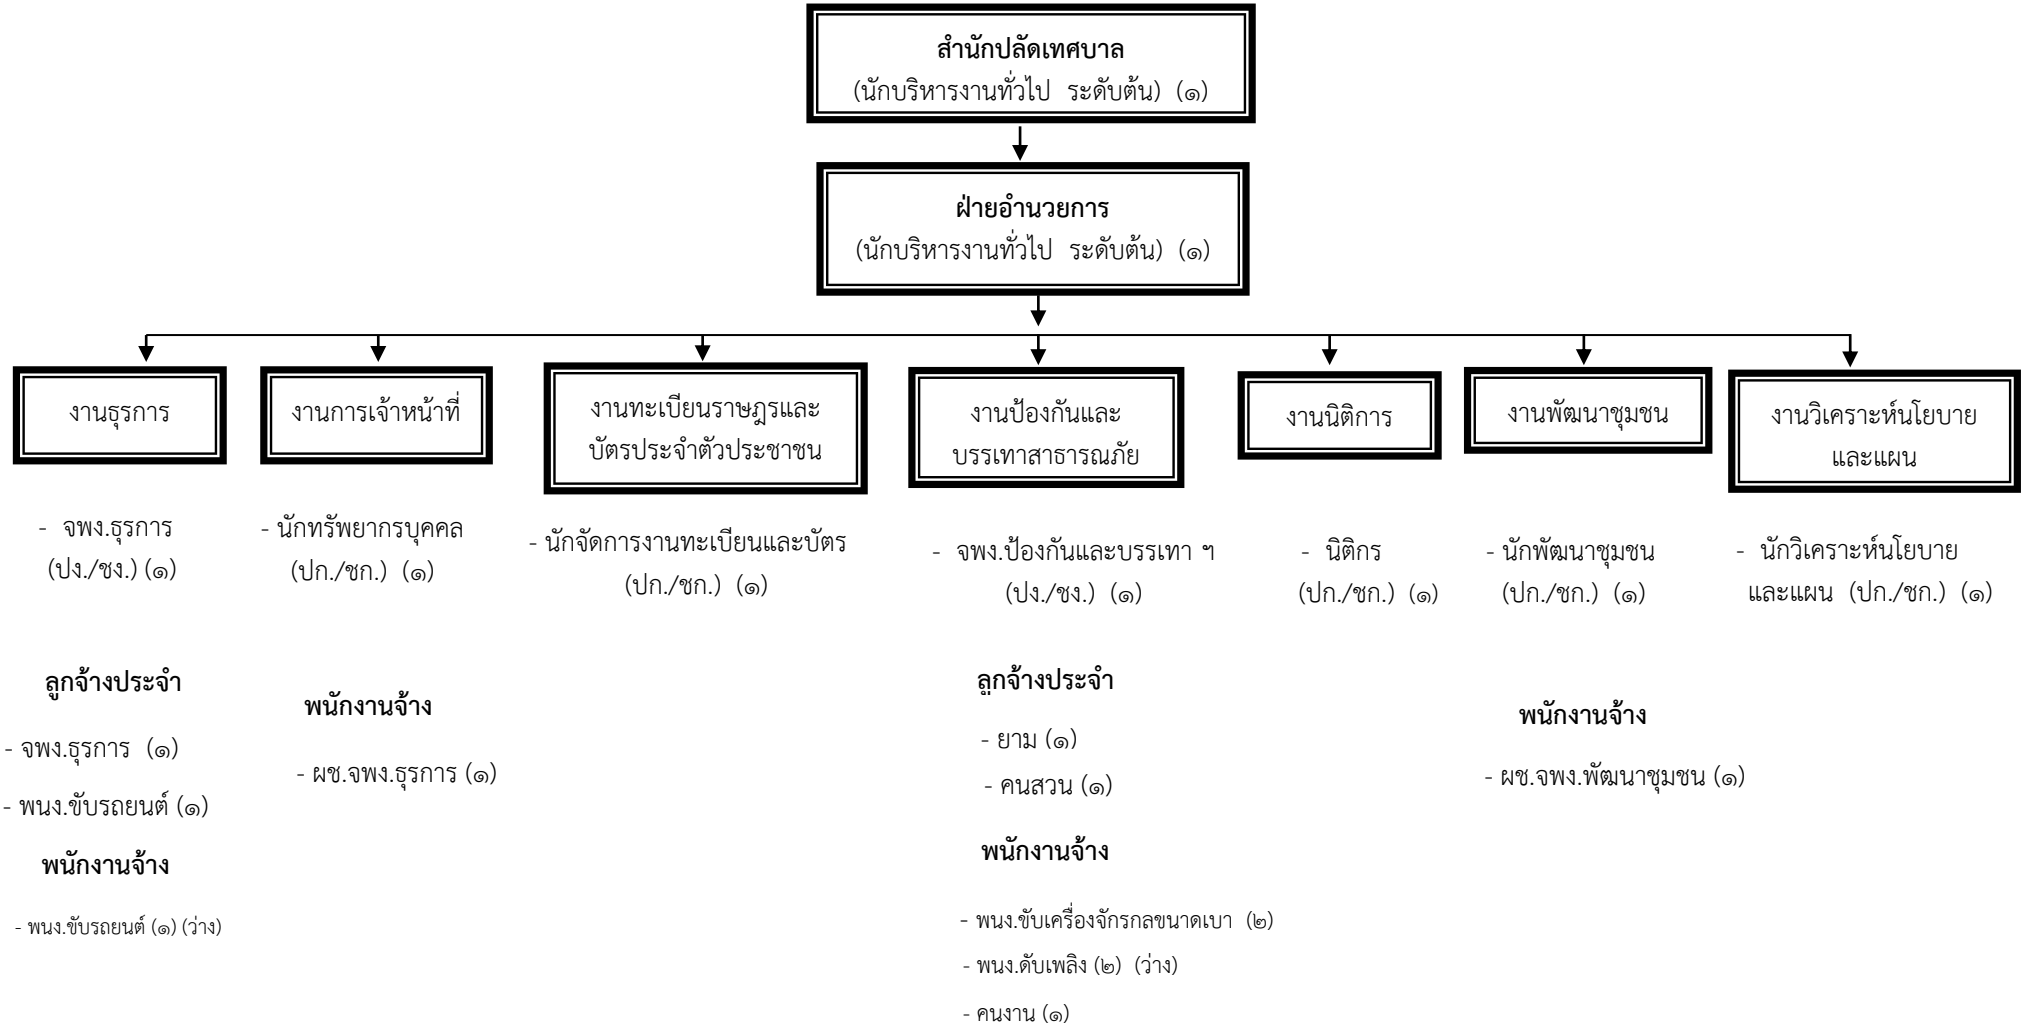 สำนักปลัดเทศบาล
(นักบริหารงานทั่วไป ระดับต้น) (๑)
ฝ่ายอำนวยการ
(นักบริหารงานทั่วไป ระดับต้น) (๑)
งานธุรการ
- จพง.ธุรการ
(ปง./ชง.) (๑)
ลูกจ้างประจำ
- จพง.ธุรการ (๑)
- พนง.ขับรถยนต์ (๑)
พนักงานจ้าง
- พนง.ขับรถยนต์ (๑) (ว่าง)
งานการเจ้าหน้าที่
- นักทรัพยากรบุคคล
(ปก./ชก.) (๑)
พนักงานจ้าง
- ผช.จพง.ธุรการ (๑)
งานทะเบียนราษฎรและ
บัตรประจำตัวประชาชน
- นักจัดการงานทะเบียนและบัตร
(ปก./ชก.) (๑)
งานป้องกันและ
บรรเทาสาธารณภัย
- จพง.ป้องกันและบรรเทา ฯ
(ปง./ชง.) (๑)
ลูกจ้างประจำ
- ยาม (๑)
- คนสวน (๑)
พนักงานจ้าง
- พนง.ขับเครื่องจักรกลขนาดเบา (๒)
- พนง.ดับเพลิง (๒) (ว่าง)
- คนงาน (๑)
งานนิติการ
- นิติกร
(ปก./ชก.) (๑)
งานพัฒนาชุมชน
- นักพัฒนาชุมชน
(ปก./ชก.) (๑)
พนักงานจ้าง
- ผช.จพง.พัฒนาชุมชน (๑)
งานวิเคราะห์นโยบาย
และแผน
- นักวิเคราะห์นโยบาย
และแผน (ปก./ชก.) (๑)